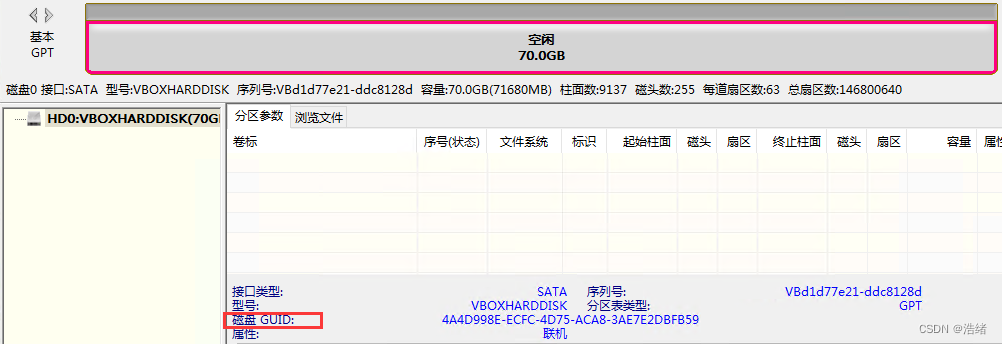 基本
GPT
空闲
70.0GB
磁盘0 接口:SATA 型号:VBOXHARDDISK 序列号:VBd1d77e21-ddc8128d 容量:70.0GB(71680MB) 柱面数:9137 磁头数:255 每道扇区数:63 总扇区数:146800640
HD0:VBOXHARDDISK(70GI
分区参数 浏览文件
卷标 序号(状态) 文件系统 标识 起始柱面 磁头 扇区 终止柱面 磁头 扇区 容量 属性
接口类型: SATA 序列号: VBd1d77e21-ddc8128d
型号: VBOXHARDDISK 分区表类型: GPT
磁盘 GUID: 4A4D998E-ECFC-4D75-ACA8-3AE7E2DBFB59
属性: 联机
CSDN @浩绪